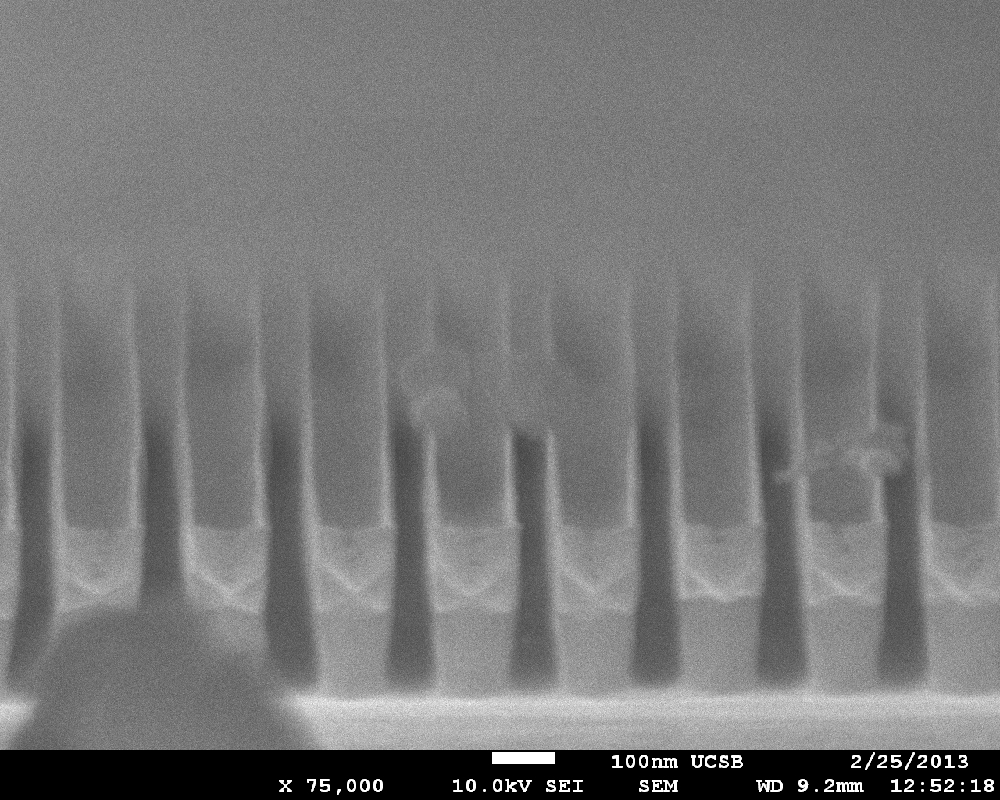 100nm UCSB 2/25/2013
X 75,000 10.0kV SEI SEM WD 9.2mm 12:52:18